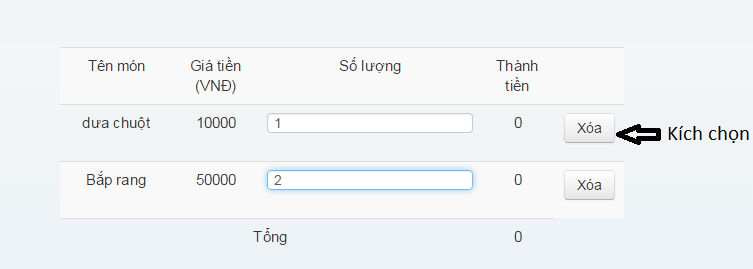 Tên món Giá tiền (VNĐ) Số lượng Thành tiền
dưa chuột 10000 1 0 Xóa Kích chọn
Bắp rang 50000 2 0 Xóa
Tổng 0